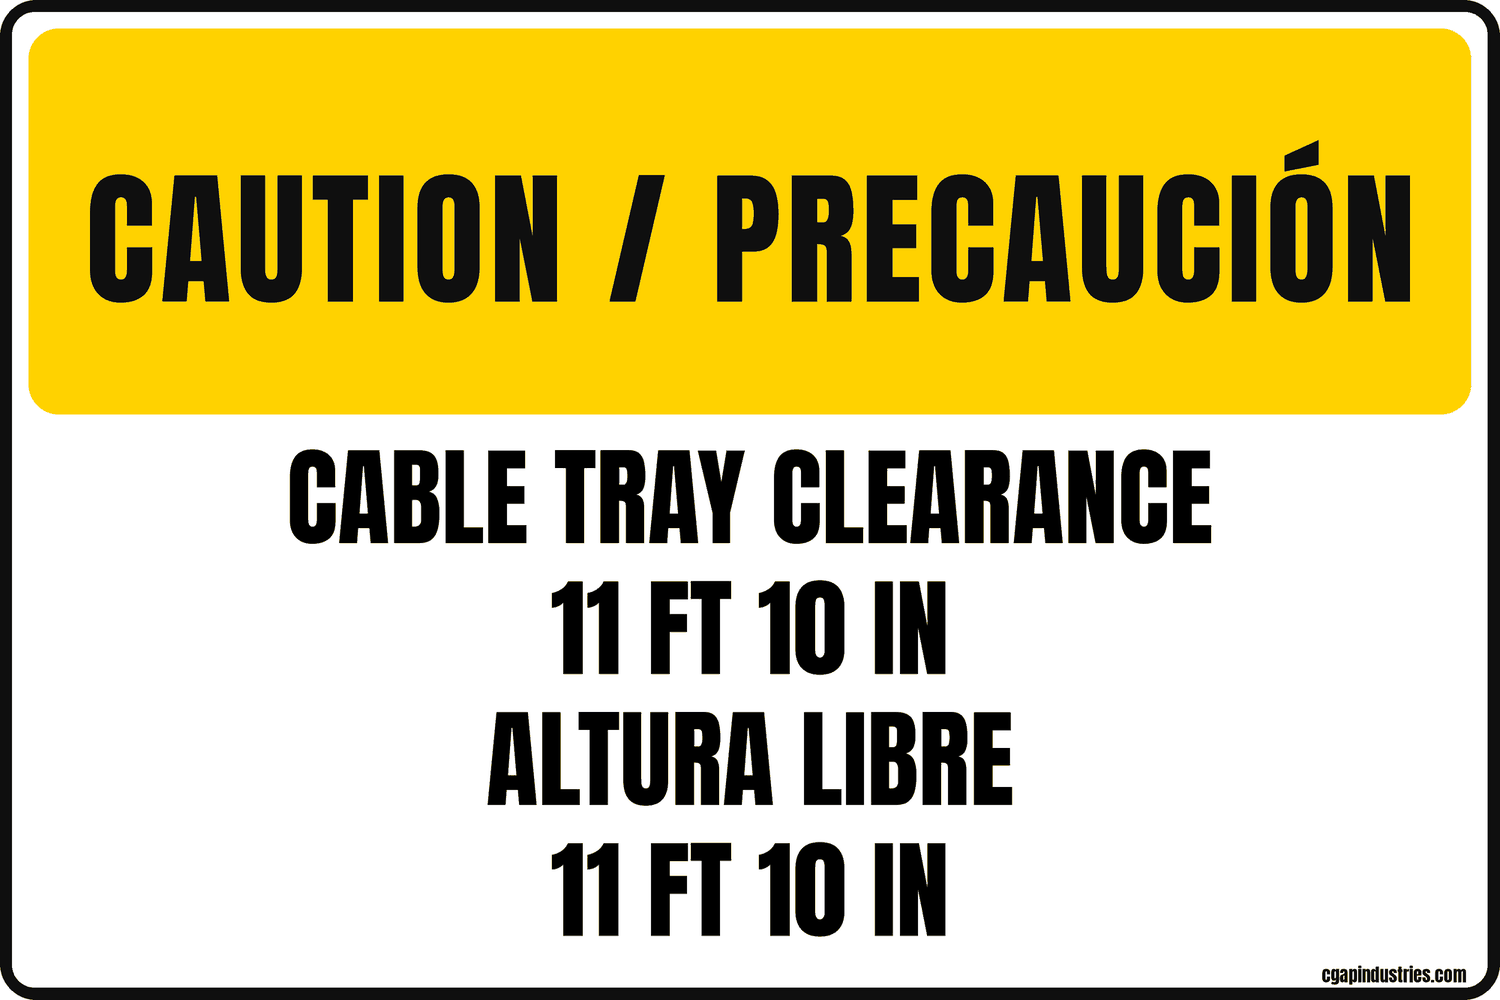 CAUTION / PRECAUCIÓN
CABLE TRAY CLEARANCE
11 FT 10 IN
ALTURA LIBRE
11 FT 10 IN
cgapindustries.com